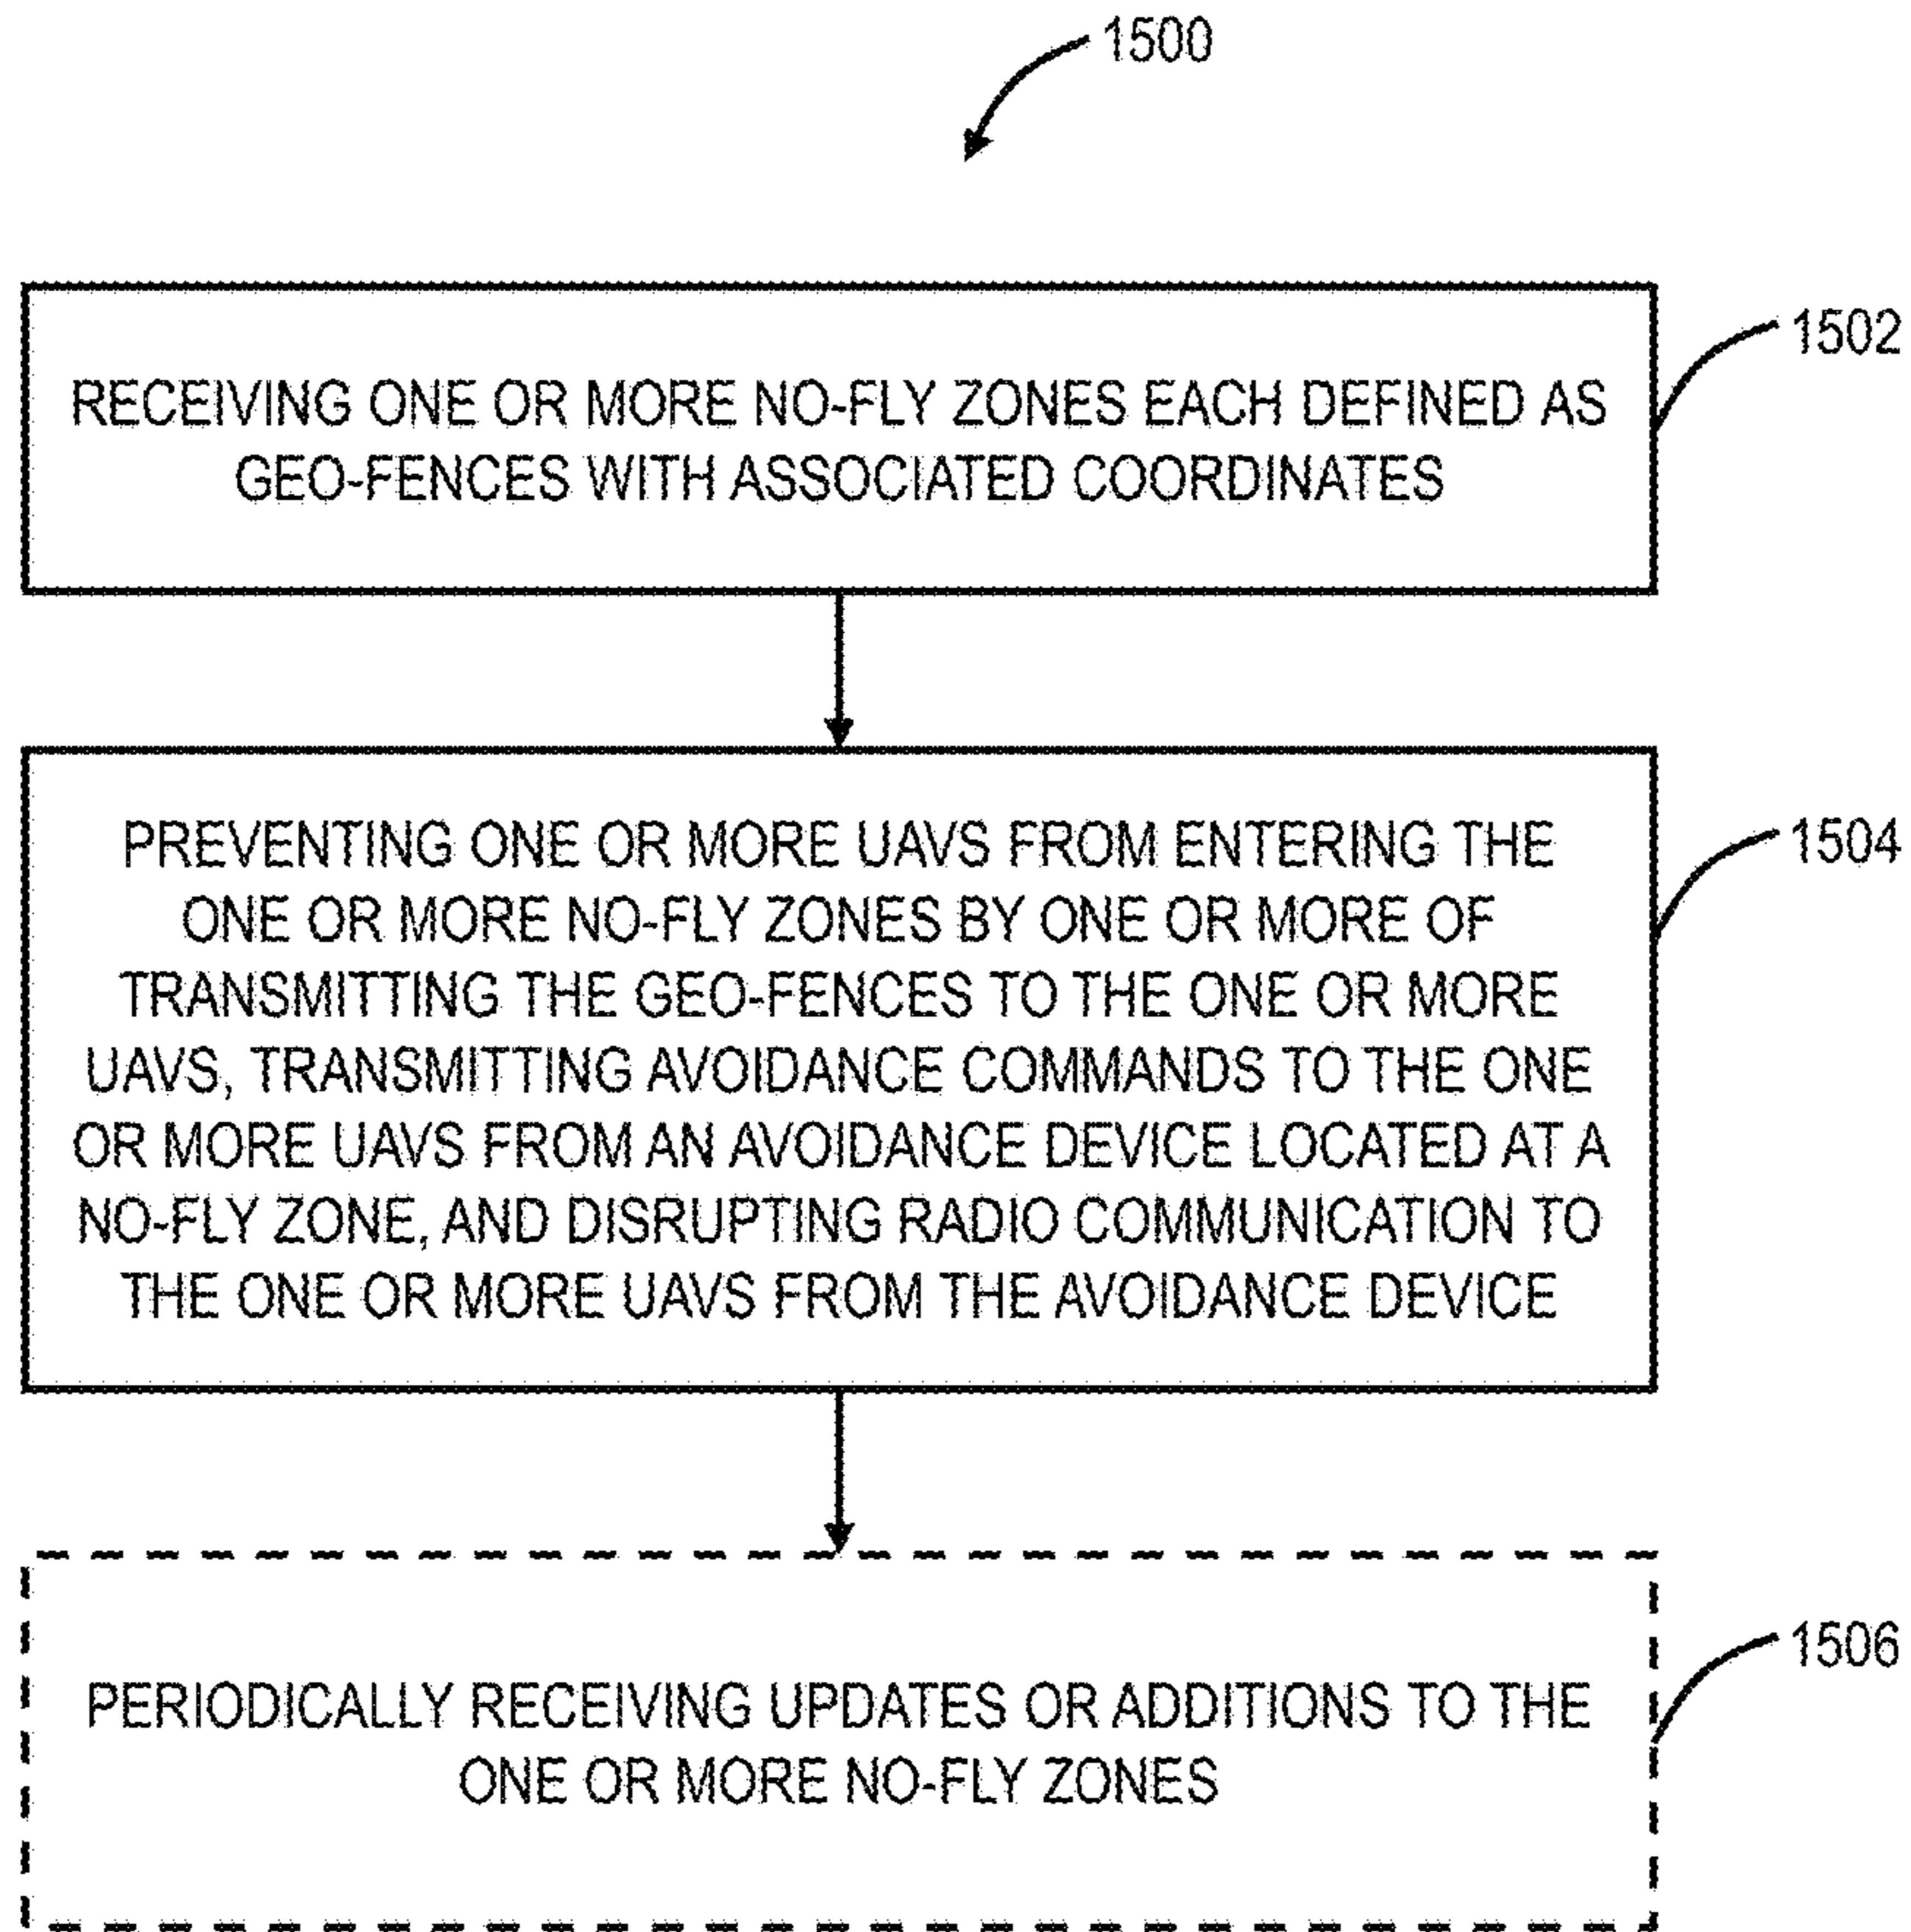 1500
1502
RECEIVING ONE OR MORE NO-FLY ZONES EACH DEFINED AS
GEO-FENCES WITH ASSOCIATED COORDINATES
1504
PREVENTING ONE OR MORE UAVS FROM ENTERING THE
ONE OR MORE NO-FLY ZONES BY ONE OR MORE OF
TRANSMITTING THE GEO-FENCES TO THE ONE OR MORE
UAVS, TRANSMITTING AVOIDANCE COMMANDS TO THE ONE
OR MORE UAVS FROM AN AVOIDANCE DEVICE LOCATED AT A
NO-FLY ZONE, AND DISRUPTING RADIO COMMUNICATION TO
THE ONE OR MORE UAVS FROM THE AVOIDANCE DEVICE
1506
PERIODICALLY RECEIVING UPDATES OR ADDITIONS TO THE
ONE OR MORE NO-FLY ZONES